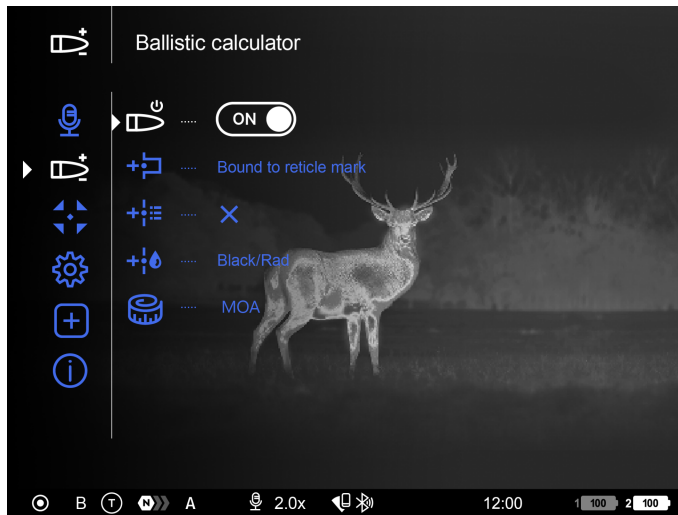 Ballistic calculator
ON
Bound to reticle mark
Black/Rad
MOA
B T N A 2.0x 12:00 1 100 2 100